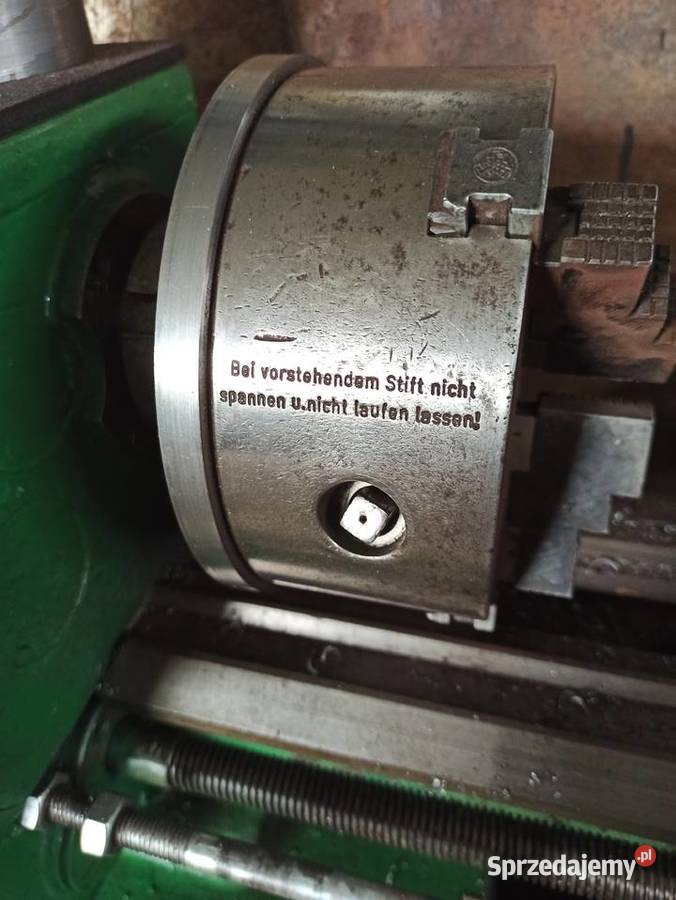 Bei vorstehendem Stift nicht
spannen u.nicht laufen lassen!
Sprzedajemy.pl